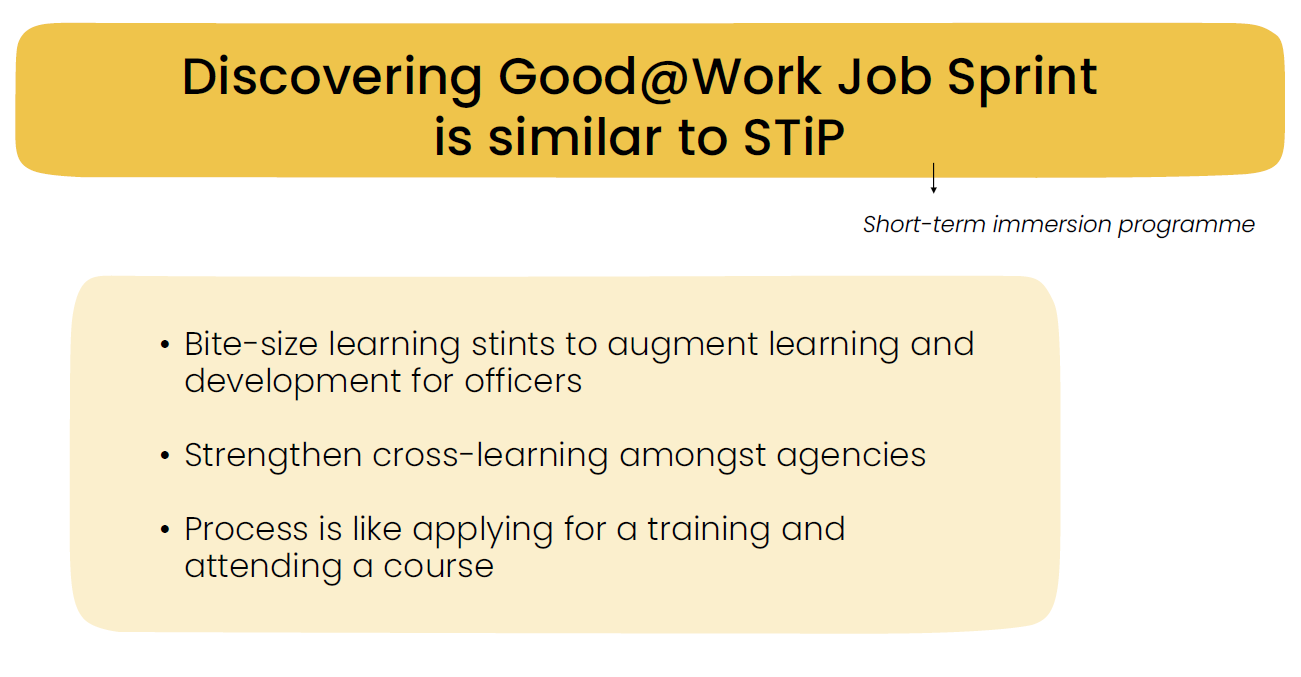 Discovering Good@Work Job Sprint
is similar to STiP
Short-term immersion programme
• Bite-size learning stints to augment learning and
development for officers
• Strengthen cross-learning amongst agencies
• Process is like applying for a training and
attending a course